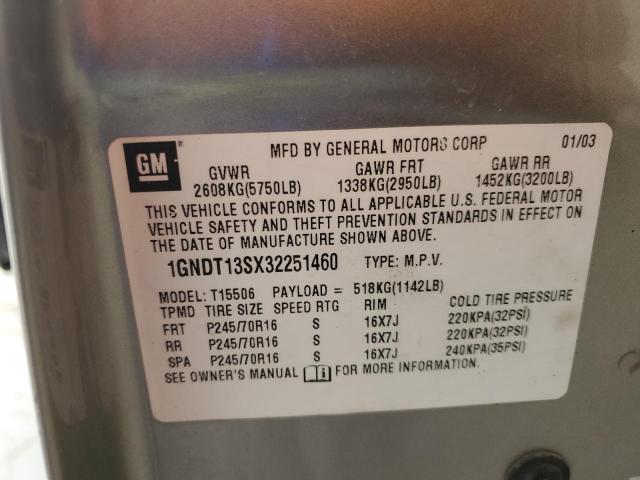 GM ® MFD BY GENERAL MOTORS CORP 01/03
GVWR GAWR FRT GAWR RR
2608KG(5750LB) 1338KG(2950LB) 1452KG(3200LB)
THIS VEHICLE CONFORMS TO ALL APPLICABLE U.S. FEDERAL MOTOR
VEHICLE SAFETY AND THEFT PREVENTION STANDARDS IN EFFECT ON
THE DATE OF MANUFACTURE SHOWN ABOVE.
1GNDT13SX32251460 TYPE: M.P.V.
MODEL: T15506 PAYLOAD = 518KG(1142LB)
TPMD TIRE SIZE SPEED RTG RIM COLD TIRE PRESSURE
FRT P245/70R16 S 16X7J 220KPA(32PSI)
RR P245/70R16 S 16X7J 220KPA(32PSI)
SPA P245/70R16 S 16X7J 240KPA(35PSI)
SEE OWNER'S MANUAL i FOR MORE INFORMATION.